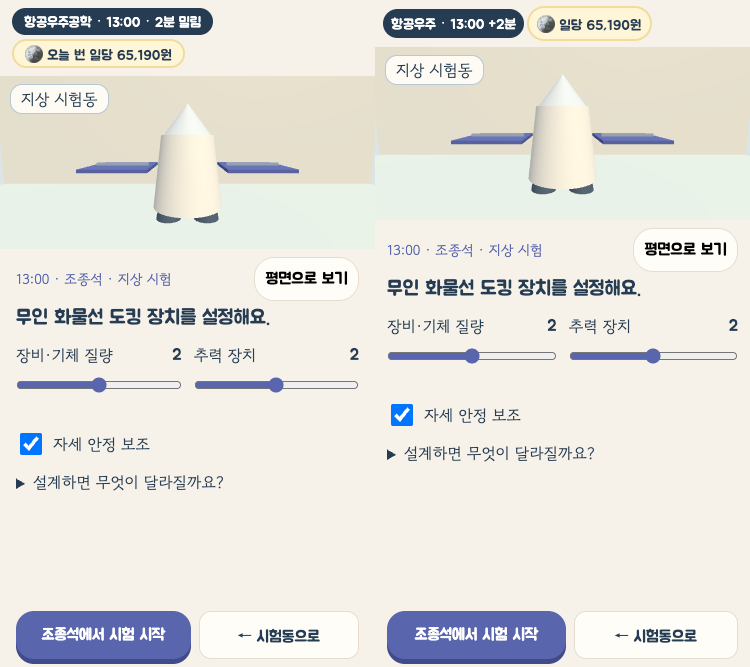 항공우주공학 · 13:00 · 2분 밀림
오늘 번 일당 65,190원
지상 시험동
13:00 · 조종석 · 지상 시험
평면으로 보기
무인 화물선 도킹 장치를 설정해요.
장비·기체 질량 2 추력 장치 2
자세 안정 보조
▶ 설계하면 무엇이 달라질까요?
조종석에서 시험 시작
← 시험동으로
항공우주 · 13:00 +2분
일당 65,190원
지상 시험동
13:00 · 조종석 · 지상 시험
평면으로 보기
무인 화물선 도킹 장치를 설정해요.
장비·기체 질량 2 추력 장치 2
자세 안정 보조
▶ 설계하면 무엇이 달라질까요?
조종석에서 시험 시작
← 시험동으로